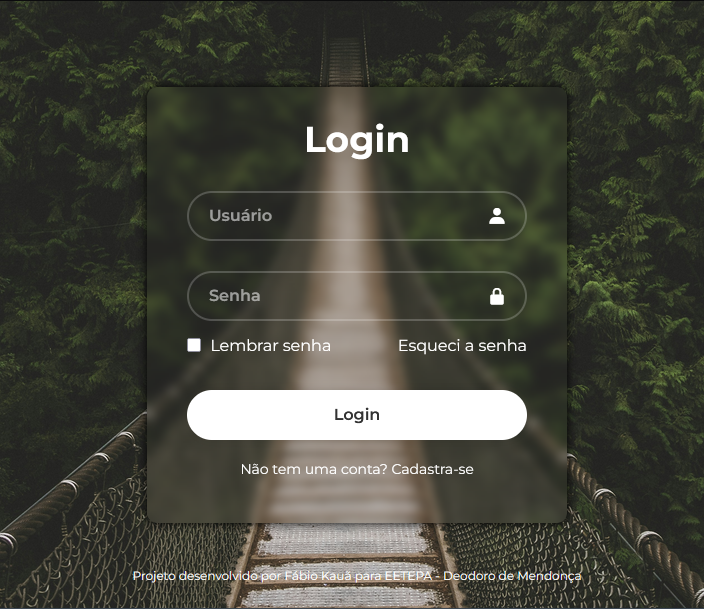 Login
Usuário
Senha
Lembrar senha Esqueci a senha
Login
Não tem uma conta? Cadastra-se
Projeto desenvolvido por Fábio Kauã para EETEPA - Deodoro de Mendonça